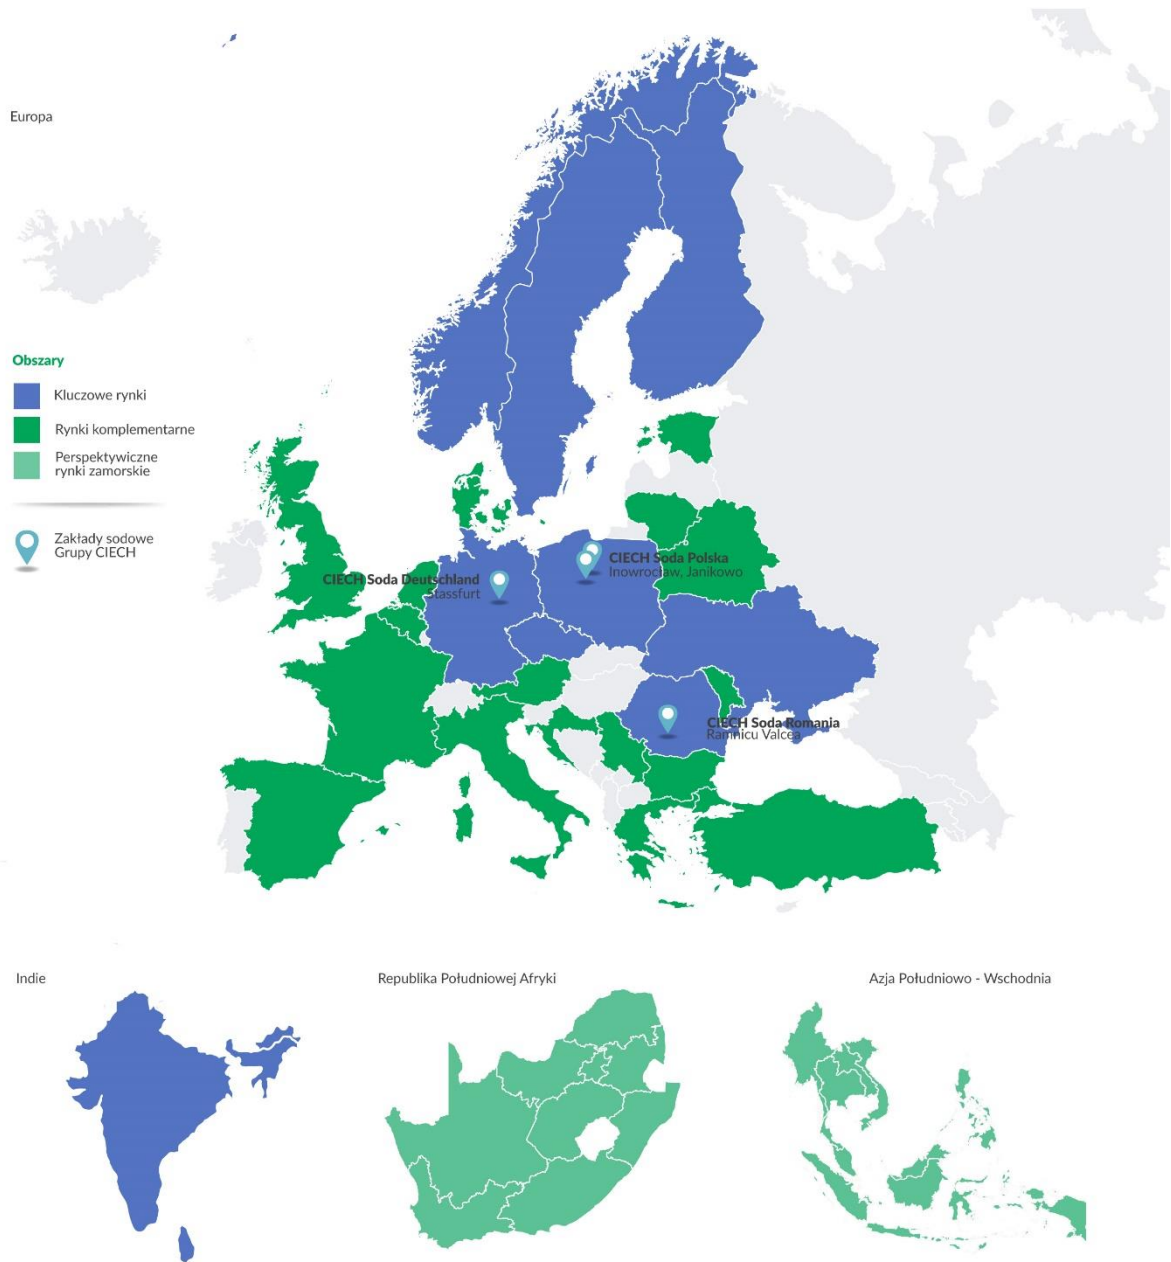 Europa
Obszary
Kluczowe rynki
Rynki komplementarne
Perspektywiczne
rynki zamorskie
Zakłady sodowe
Grupy CIECH
CIECH Soda Polska
Inowrocław, Janikowo
CIECH Soda Deutschland
Stassfurt
CIECH Soda Romania
Ramnicu Valcea
Indie
Republika Południowej Afryki
Azja Południowo - Wschodnia